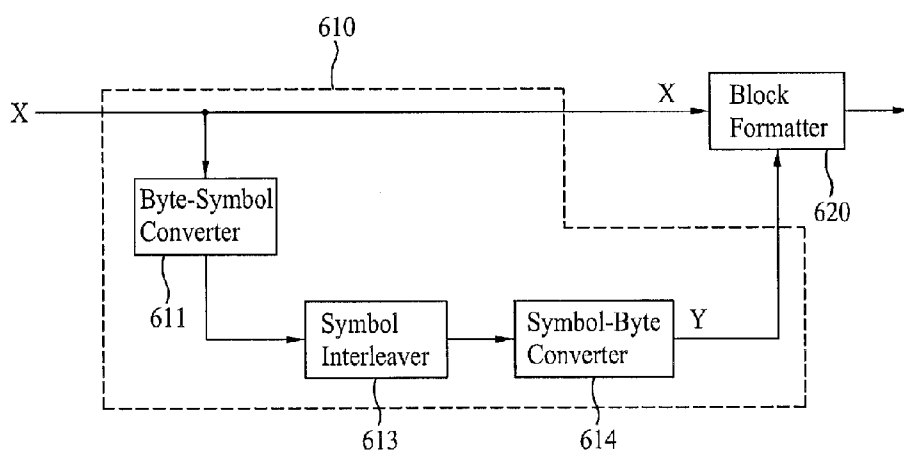 610
X
X
Block
Formatter
620
Byte-Symbol
Converter
611
Symbol
Interleaver
613
Symbol-Byte
Converter
614
Y